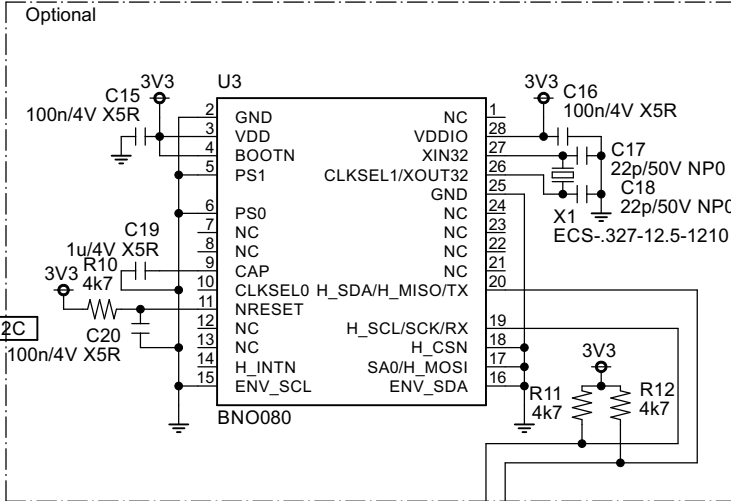 Optional
3V3
C15
100n/4V X5R
U3
3V3
C16
100n/4V X5R
2 GND
3 VDD
4 BOOTN
5 PS1
6 PS0
7 NC
8 NC
9 CAP
10 CLKSEL0
11 NRESET
12 NC
13 NC
14 H_INTN
15 ENV_SCL
NC 1
VDDIO 28
XIN32 27
CLKSEL1/XOUT32 26
GND 25
NC 24
NC 23
NC 22
NC 21
H_SDA/H_MISO/TX 20
H_SCL/SCK/RX 19
H_CSN 18
SA0/H_MOSI 17
ENV_SDA 16
BNO080
C17
22p/50V NP0
C18
22p/50V NP0
X1
ECS-.327-12.5-1210
C19
1u/4V X5R
3V3
R10
4k7
2C
C20
100n/4V X5R
3V3
R11
4k7
R12
4k7